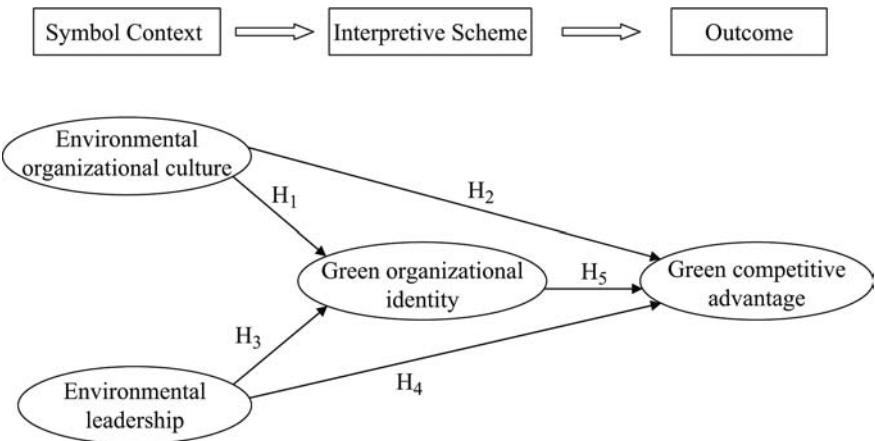 Symbol Context
Interpretive Scheme
Outcome
Environmental
organizational culture
H2
H1
Green organizational
identity
H5
Green competitive
advantage
H3
H4
Environmental
leadership